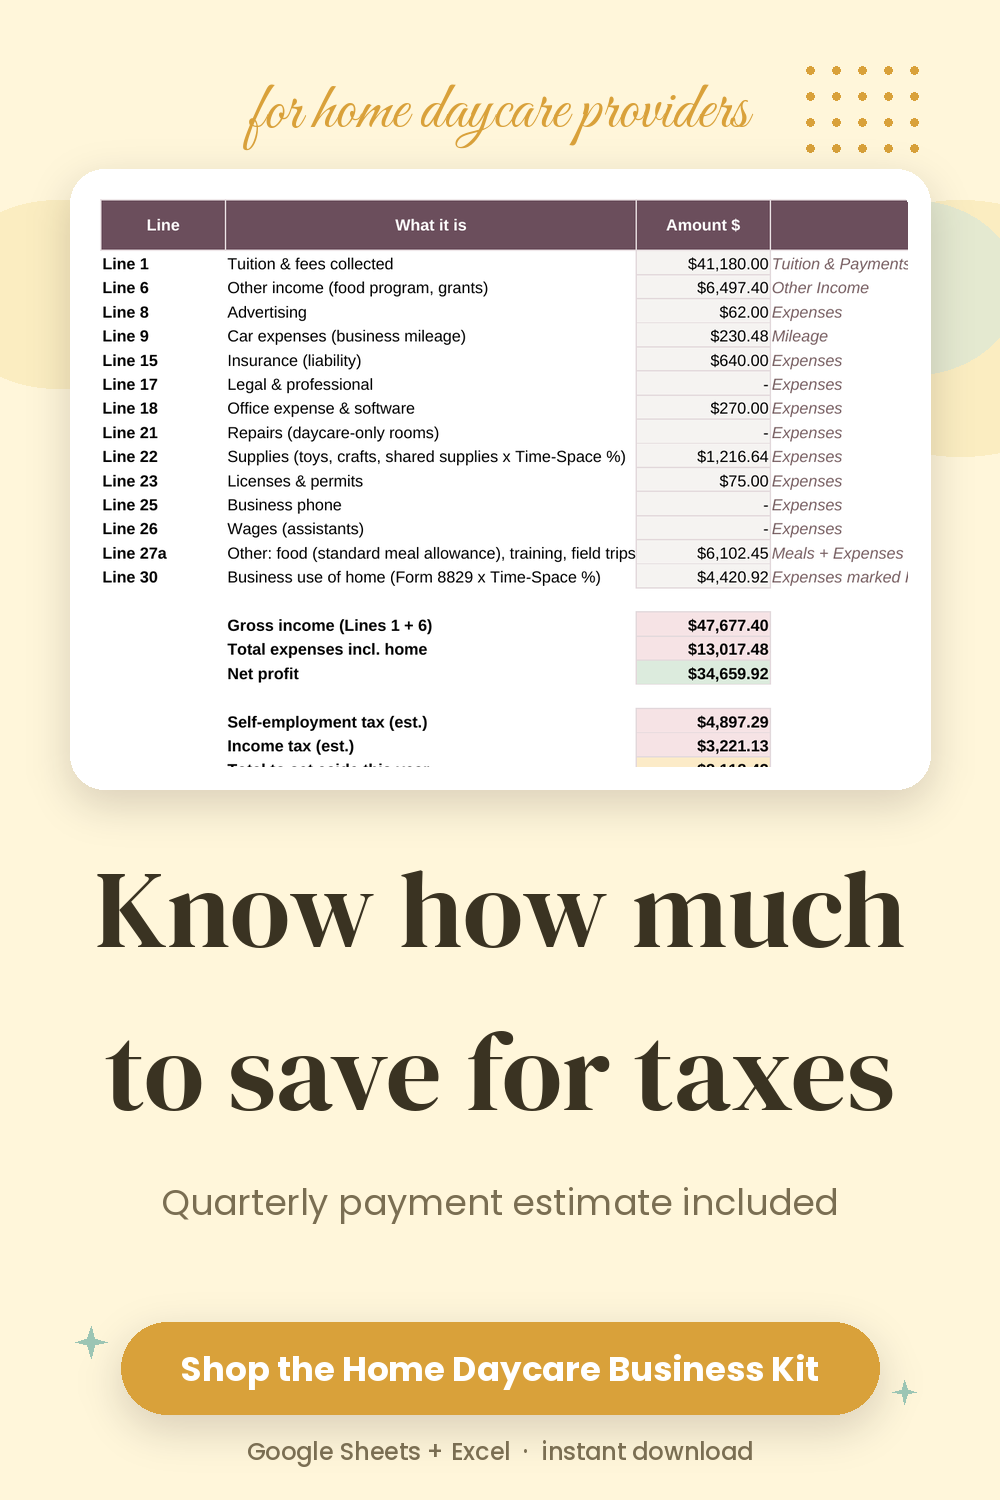 for home daycare providers
Line What it is Amount $
Line 1 Tuition & fees collected $41,180.00 Tuition & Payments
Line 6 Other income (food program, grants) $6,497.40 Other Income
Line 8 Advertising $62.00 Expenses
Line 9 Car expenses (business mileage) $230.48 Mileage
Line 15 Insurance (liability) $640.00 Expenses
Line 17 Legal & professional - Expenses
Line 18 Office expense & software $270.00 Expenses
Line 21 Repairs (daycare-only rooms) - Expenses
Line 22 Supplies (toys, crafts, shared supplies x Time-Space %) $1,216.64 Expenses
Line 23 Licenses & permits $75.00 Expenses
Line 25 Business phone - Expenses
Line 26 Wages (assistants) - Expenses
Line 27a Other: food (standard meal allowance), training, field trips $6,102.45 Meals + Expenses
Line 30 Business use of home (Form 8829 x Time-Space %) $4,420.92 Expenses marked
Gross income (Lines 1 + 6) $47,677.40
Total expenses incl. home $13,017.48
Net profit $34,659.92
Self-employment tax (est.) $4,897.29
Income tax (est.) $3,221.13
Know how much
to save for taxes
Quarterly payment estimate included
Shop the Home Daycare Business Kit
Google Sheets + Excel · instant download